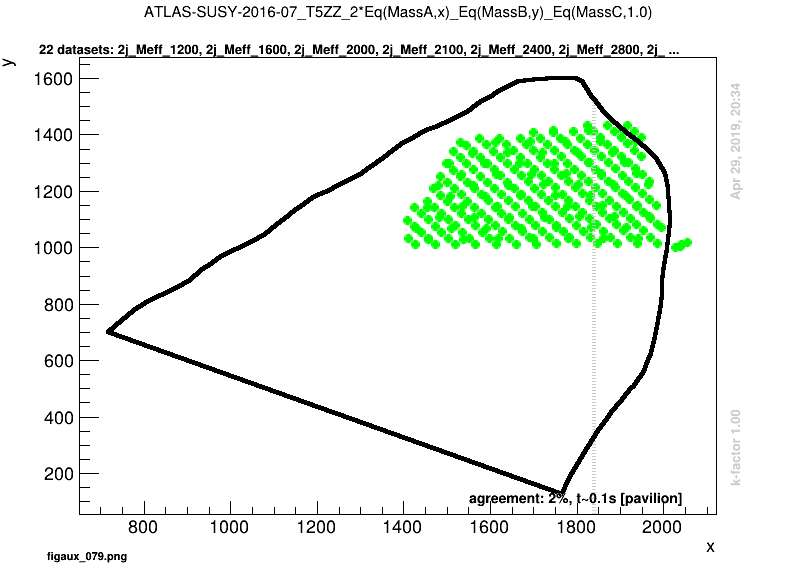 ATLAS-SUSY-2016-07_T5ZZ_2*Eq(MassA,x)_Eq(MassB,y)_Eq(MassC,1.0)
22 datasets: 2j_Meff_1200, 2j_Meff_1600, 2j_Meff_2000, 2j_Meff_2100, 2j_Meff_2400, 2j_Meff_2800, 2j_ ...
y
1600
1400
1200
1000
800
600
400
200
Apr 29, 2019, 20:34
k-factor 1.00
agreement: 2%, t~0.1s [pavilion]
800 1000 1200 1400 1600 1800 2000
x
figaux_079.png